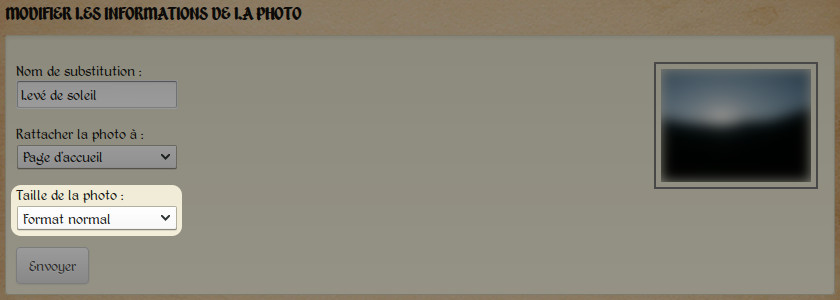 MODIFIER LES INFORMATIONS DE LA PHOTO
Nom de substitution :
Levé de soleil
Rattacher la photo à :
Page d'accueil
Taille de la photo :
Format normal
Envoyer